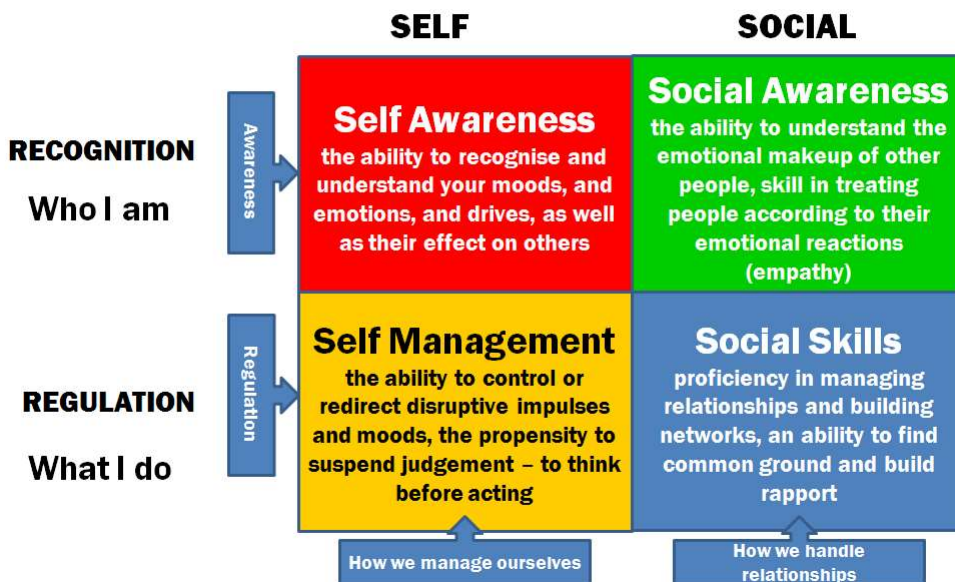 SELF
SOCIAL
RECOGNITION
Who I am
Awareness
Self Awareness
the ability to recognise and
understand your moods, and
emotions, and drives, as well
as their effect on others
Social Awareness
the ability to understand the
emotional makeup of other
people, skill in treating
people according to their
emotional reactions
(empathy)
REGULATION
What I do
Regulation
Self Management
the ability to control or
redirect disruptive impulses
and moods, the propensity to
suspend judgement – to think
before acting
Social Skills
proficiency in managing
relationships and building
networks, an ability to find
common ground and build
rapport
How we manage ourselves
How we handle
relationships